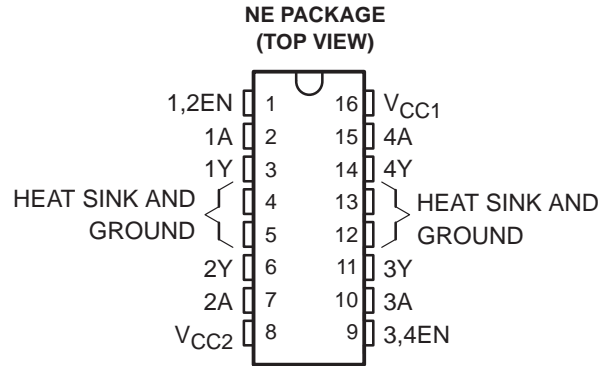 NE PACKAGE
(TOP VIEW)
1,2EN 1 16 VCC1
1A 2 15 4A
1Y 3 14 4Y
HEAT SINK AND 4 13 HEAT SINK AND
GROUND 5 12 GROUND
2Y 6 11 3Y
2A 7 10 3A
VCC2 8 9 3,4EN